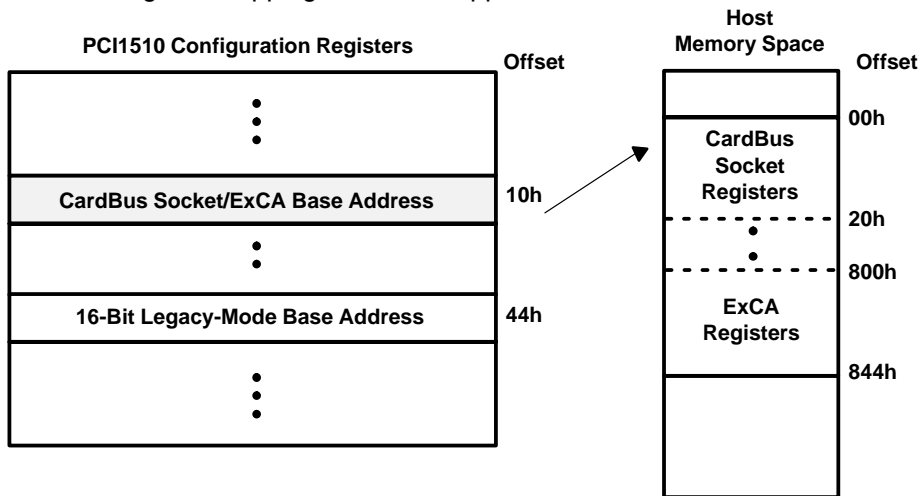 Host
Memory Space
PCI1510 Configuration Registers
Offset
Offset
00h
CardBus
Socket
Registers
CardBus Socket/ExCA Base Address
10h
20h
800h
16-Bit Legacy-Mode Base Address
44h
ExCA
Registers
844h